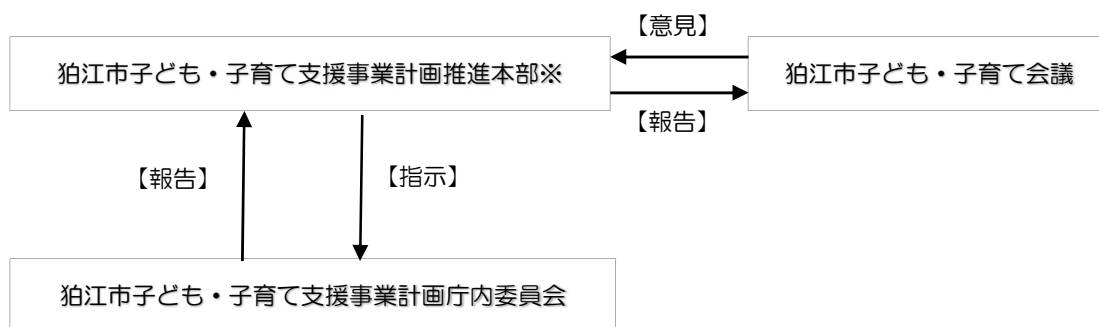 【意見】
狛江市子ども・子育て支援事業計画推進本部※
狛江市子ども・子育て会議
【報告】
【報告】
【指示】
狛江市子ども・子育て支援事業計画庁内委員会